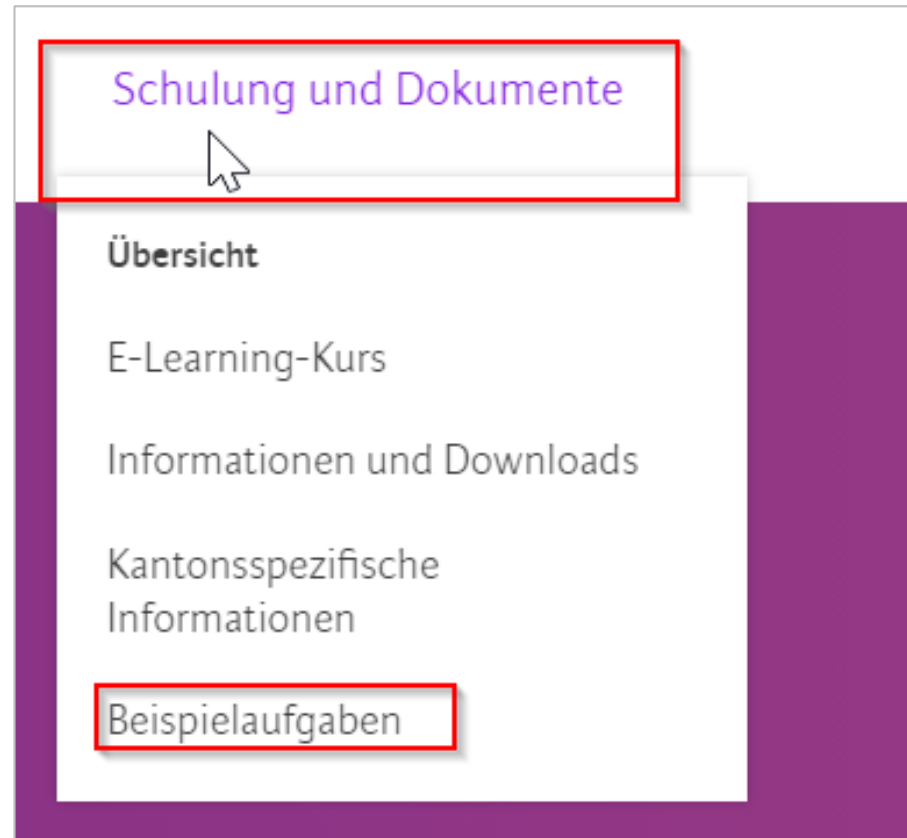 Schulung und Dokumente
Übersicht
E-Learning-Kurs
Informationen und Downloads
Kantonsspezifische
Informationen
Beispielaufgaben